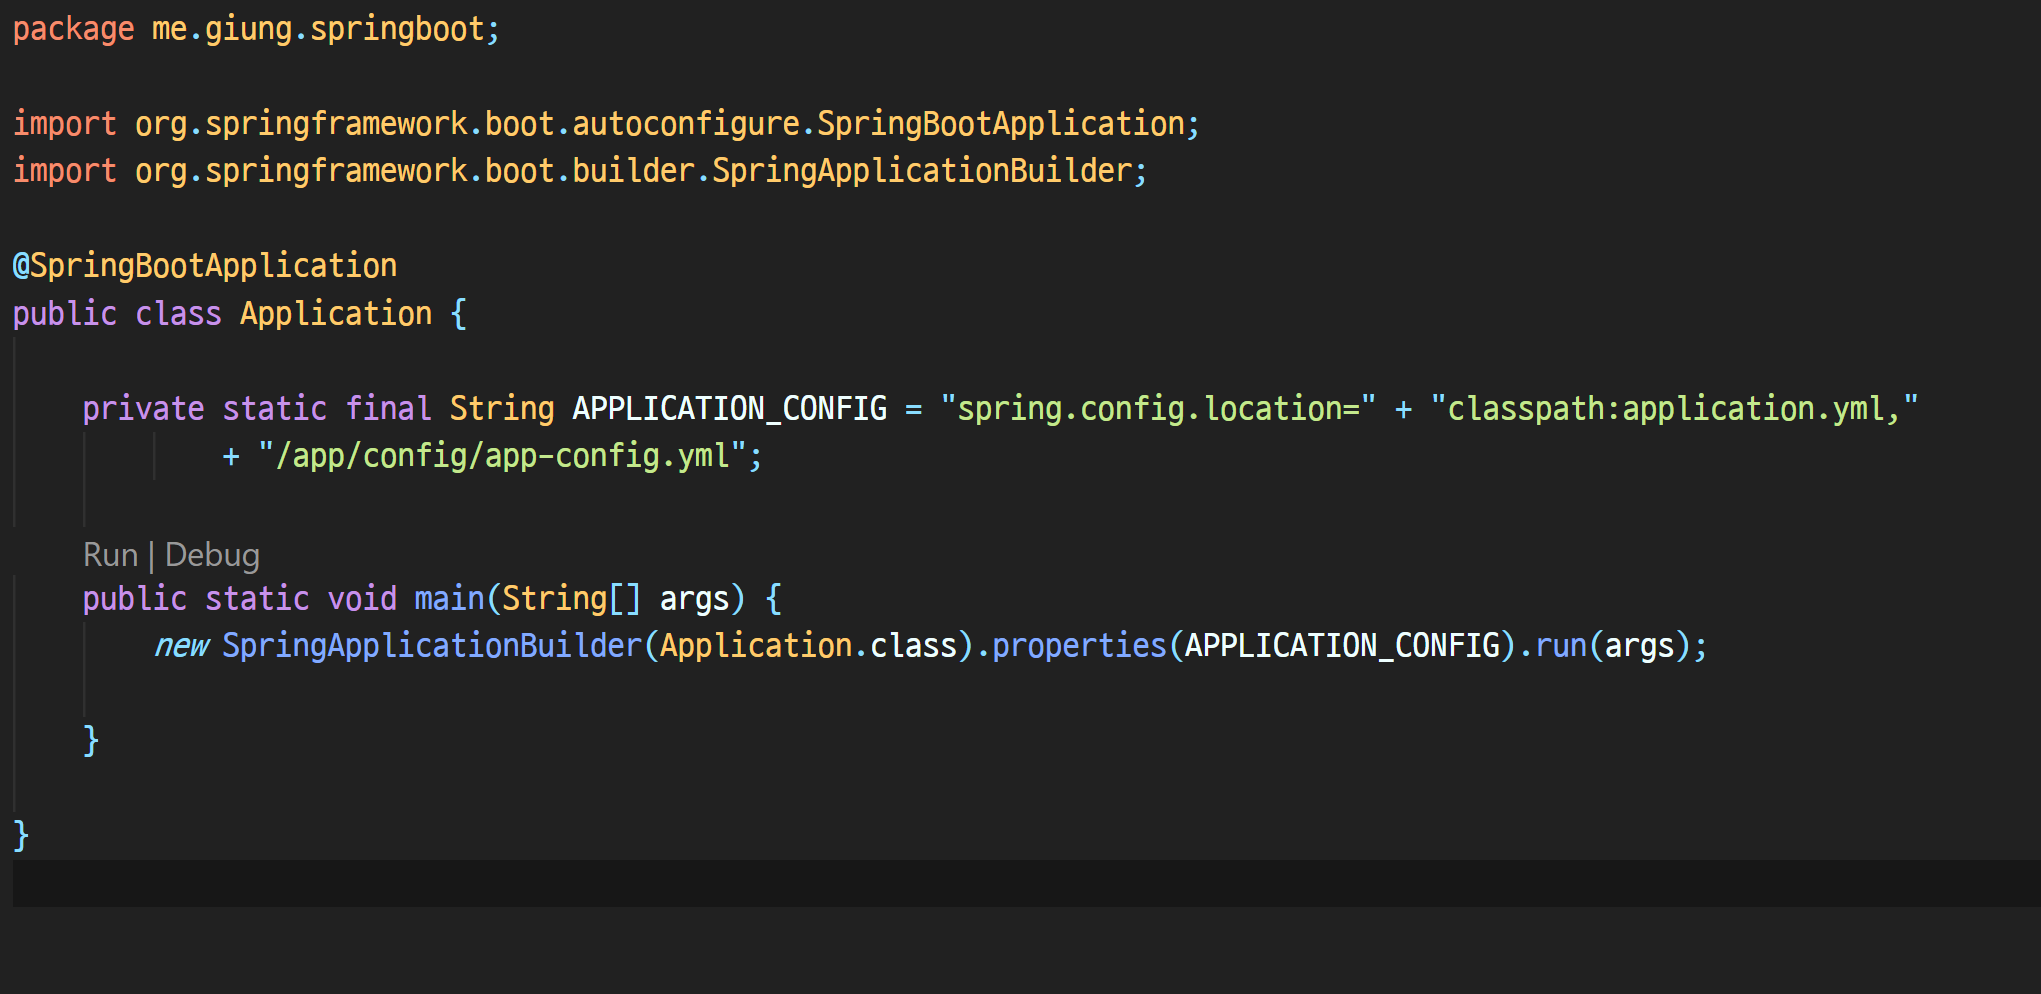 package me.giung.springboot;
import org.springframework.boot.autoconfigure.SpringBootApplication;
import org.springframework.boot.builder.SpringApplicationBuilder;
@SpringBootApplication
public class Application {
private static final String APPLICATION_CONFIG = "spring.config.location=" + "classpath:application.yml,"
+ "/app/config/app-config.yml";
Run | Debug
public static void main(String[] args) {
new SpringApplicationBuilder(Application.class).properties(APPLICATION_CONFIG).run(args);
}
}